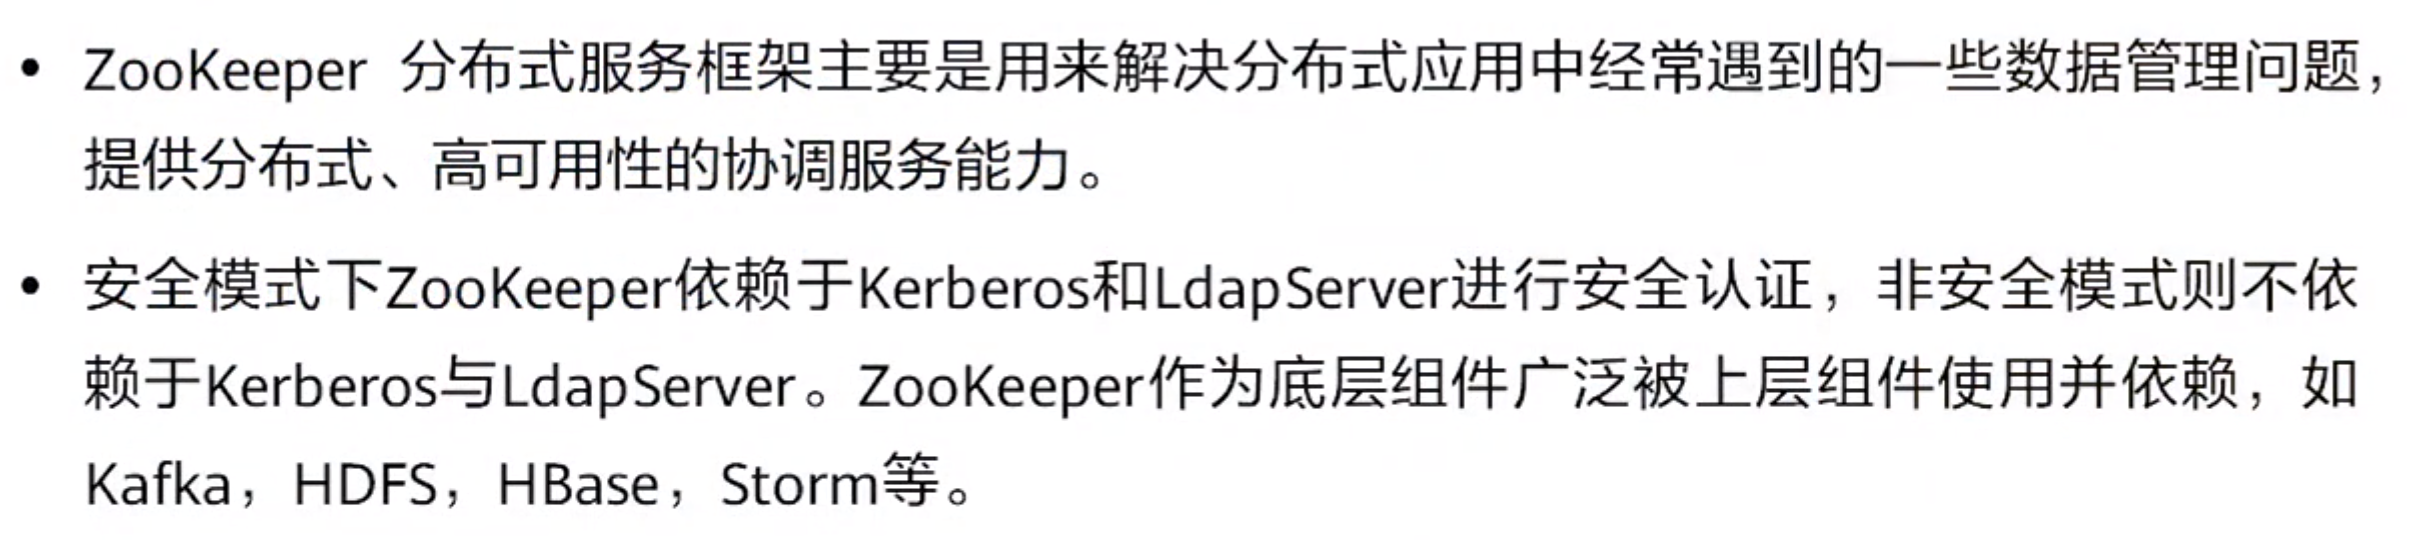 • ZooKeeper 分布式服务框架主要是用来解决分布式应用中经常遇到的一些数据管理问题，
提供分布式、高可用性的协调服务能力。
• 安全模式下ZooKeeper依赖于Kerberos和LdapServer进行安全认证，非安全模式则不依
赖于Kerberos与LdapServer。ZooKeeper作为底层组件广泛被上层组件使用并依赖，如
Kafka，HDFS，HBase，Storm等。